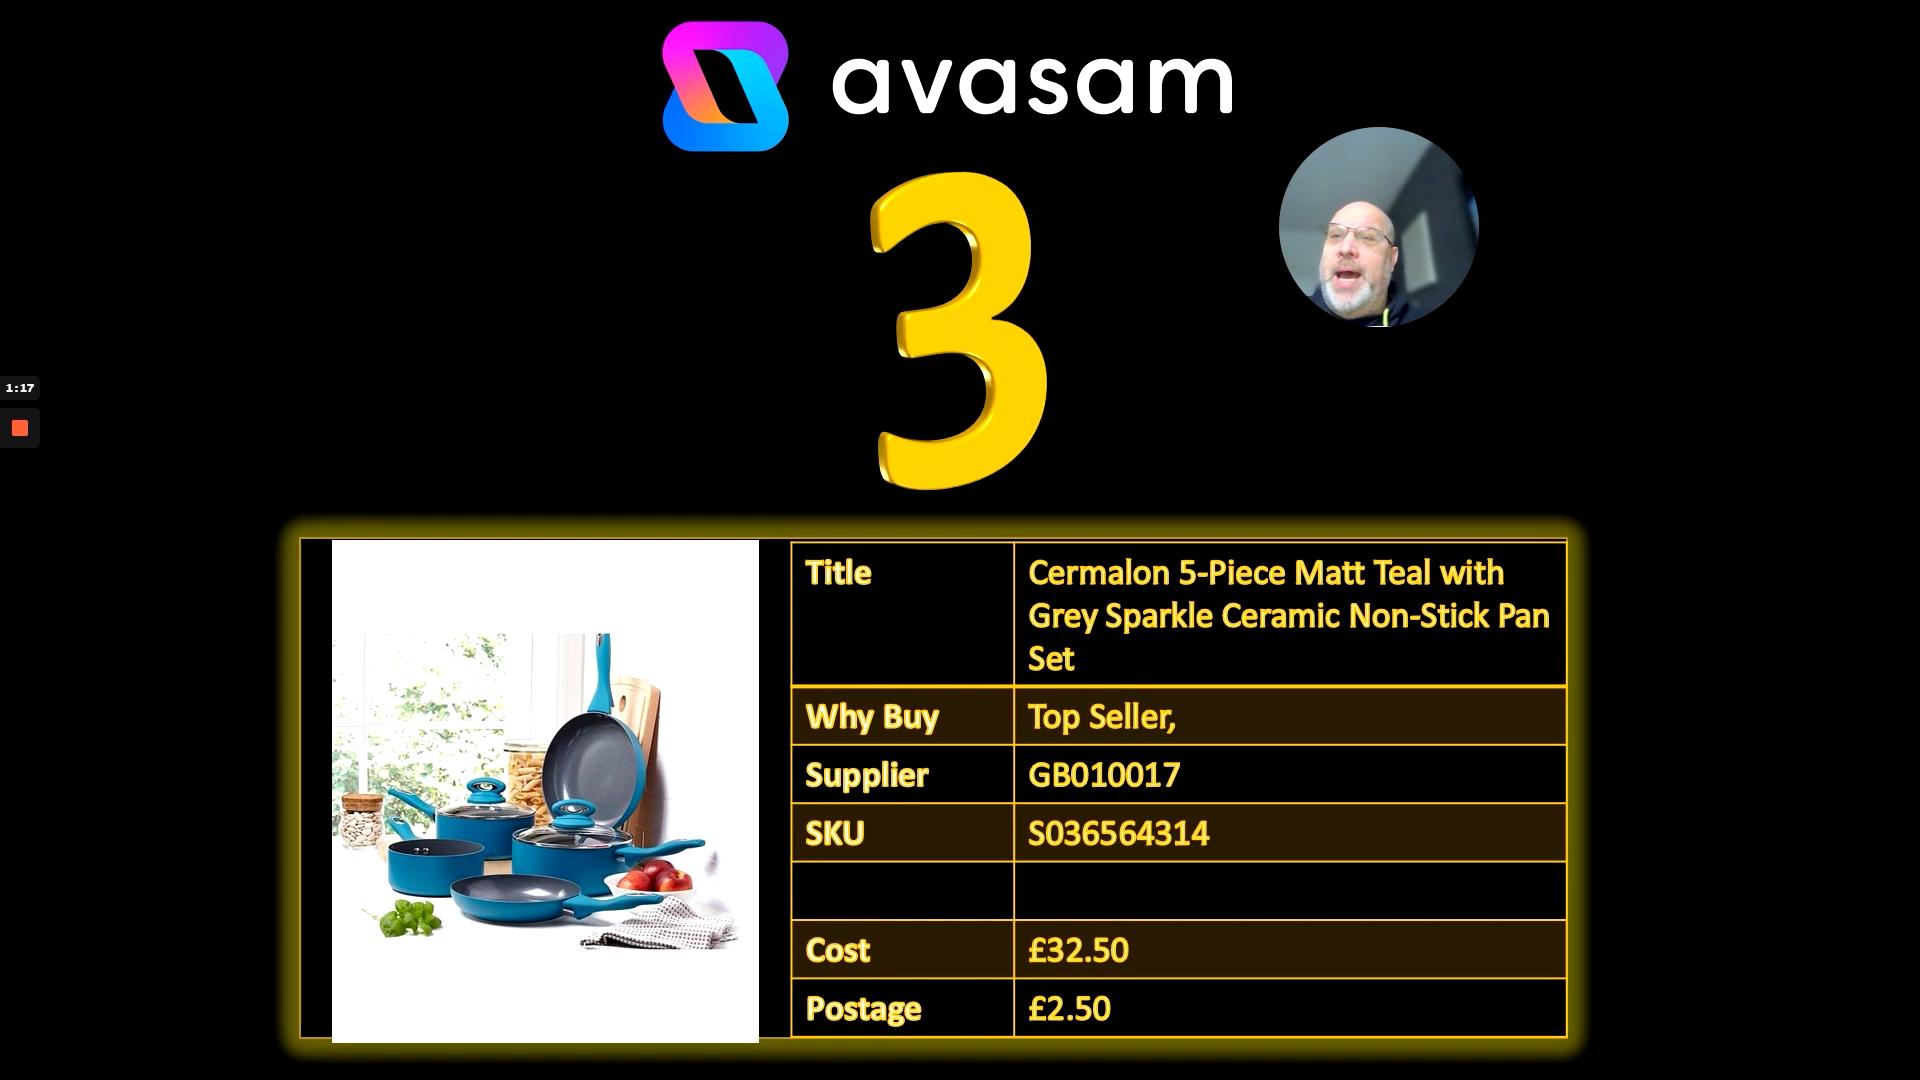 avasam
3
1:17
Title
Cermalon 5-Piece Matt Teal with
Grey Sparkle Ceramic Non-Stick Pan
Set
Why Buy
Top Seller,
Supplier
GB010017
SKU
S036564314
Cost
£32.50
Postage
£2.50